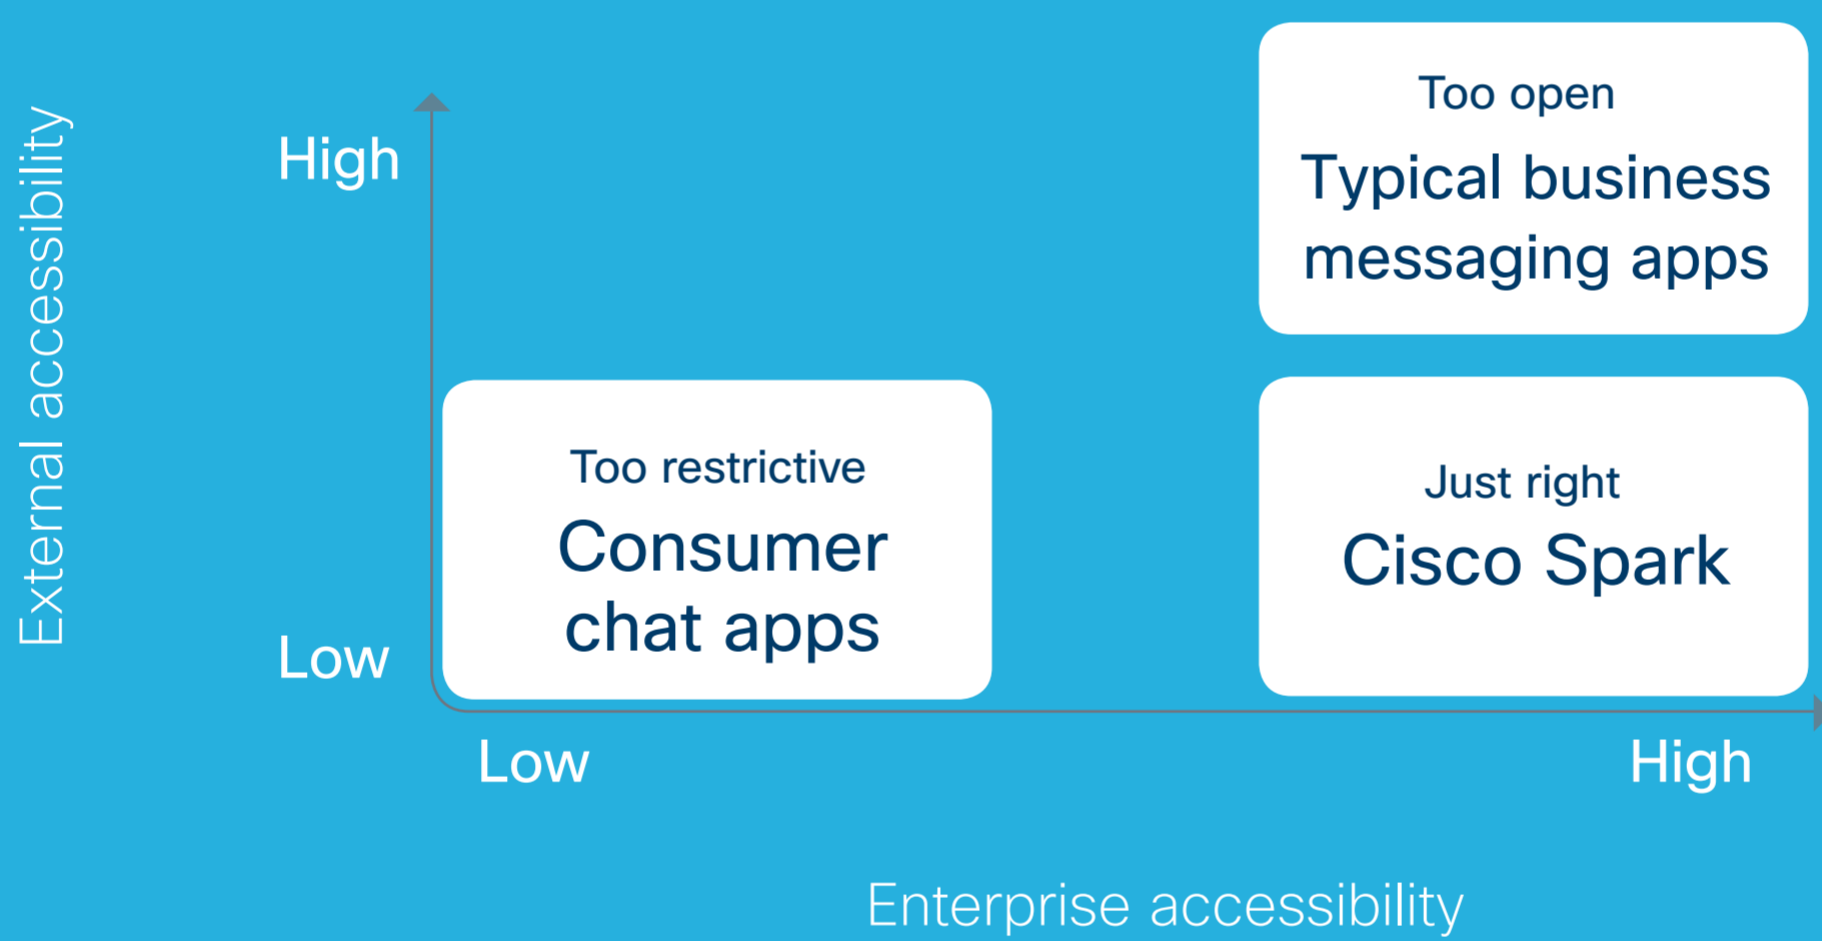 External accessibility
High
Low
Too open
Typical business
messaging apps
Too restrictive
Consumer
chat apps
Just right
Cisco Spark
Low
High
Enterprise accessibility